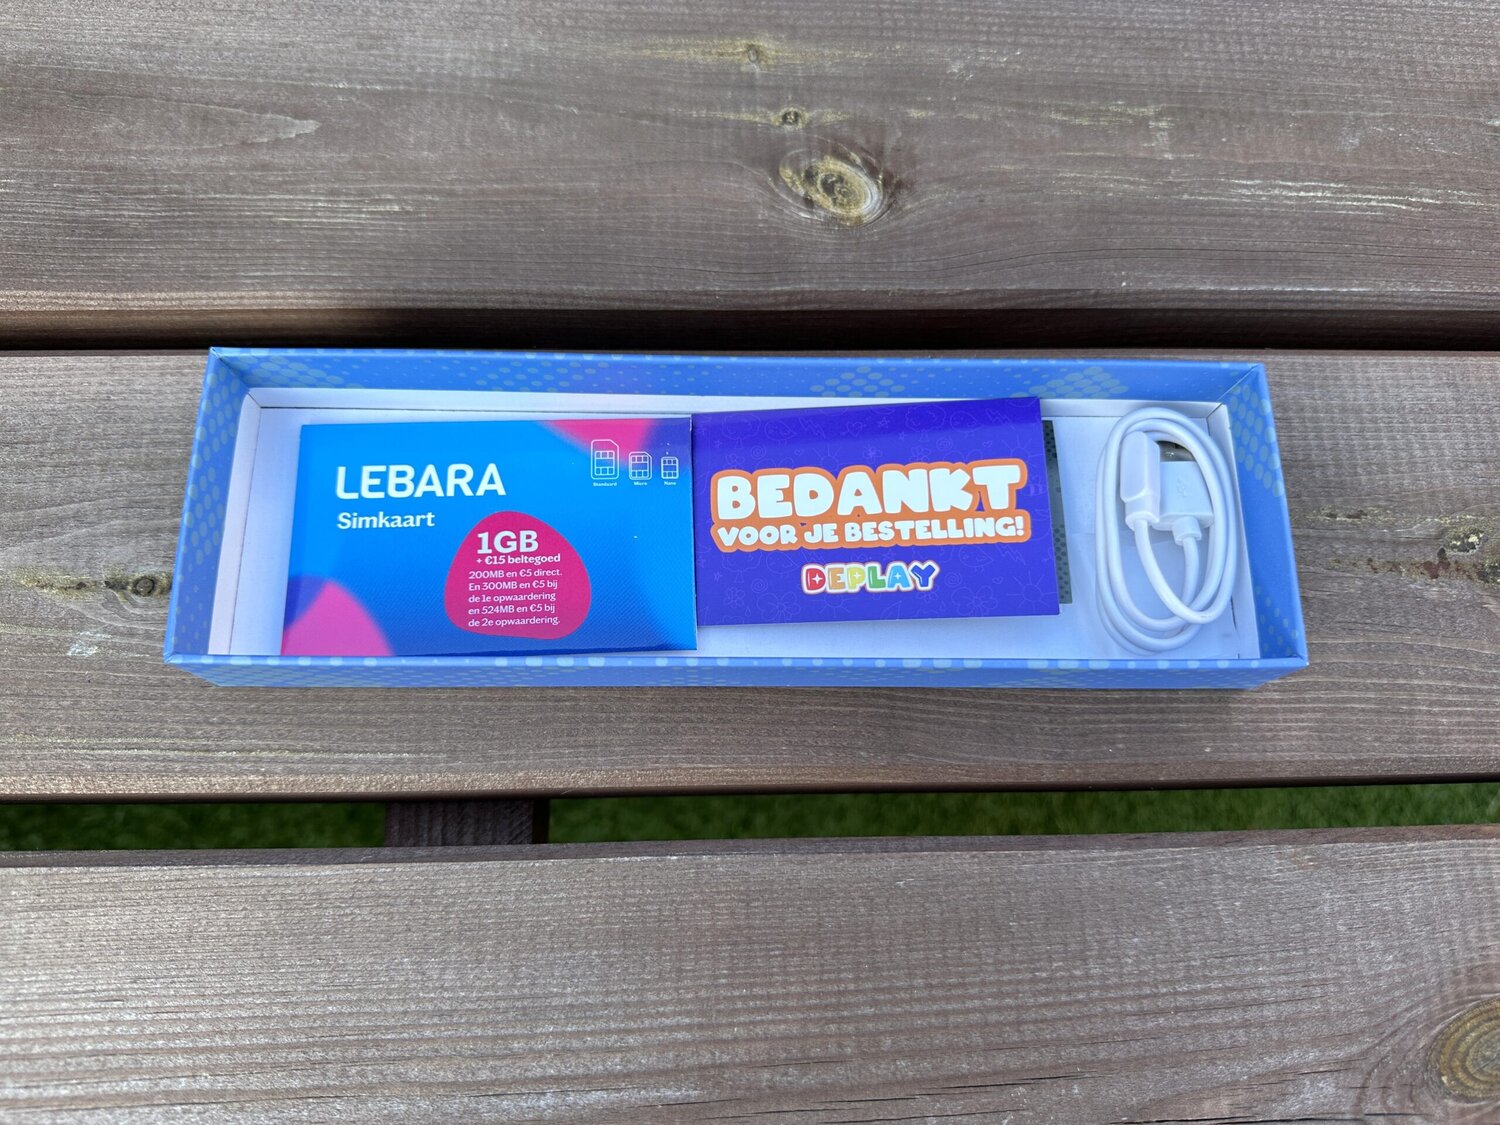 LEBARA
Simkaart
Standaard
Micro
Nano
1GB
+ €15 beltegoed
200MB en €5 direct.
En 300MB en €5 bij
de 1e opwaardering
en 524MB en €5 bij
de 2e opwaardering.
BEDANKT
VOOR JE BESTELLING!
DEPLAY